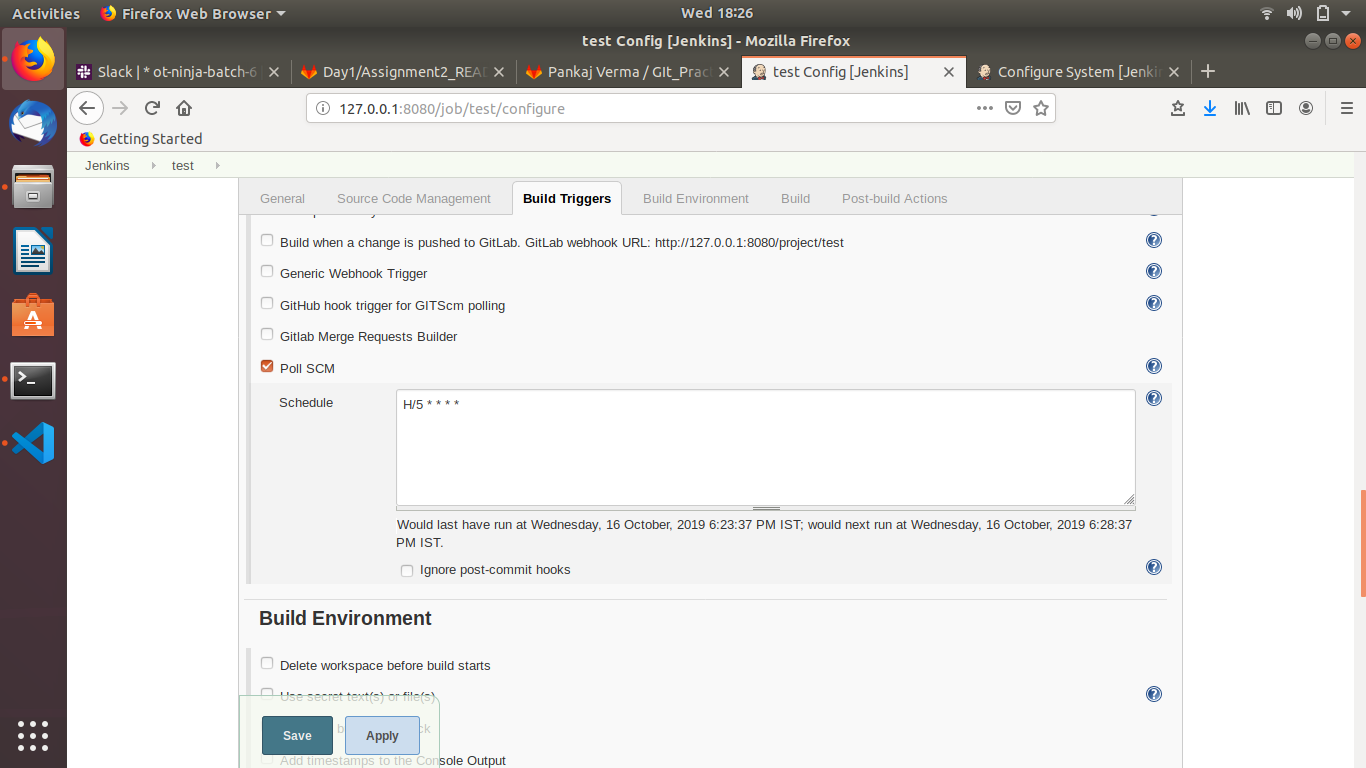 Activities
Firefox Web Browser
Wed 18:26
test Config [Jenkins] - Mozilla Firefox
Slack | * ot-ninja-batch-6
Day1/Assignment2_REA
Pankaj Verma / GIt_Prac
test Config [Jenkins]
Configure System [Jenki
127.0.0.1:8080/job/test/configure
Getting Started
Jenkins
test
General
Source Code Management
Build Triggers
Build Environment
Build
Post-build Actions
Build when a change is pushed to GitLab. GitLab webhook URL: http://127.0.0.1:8080/project/test
Generic Webhook Trigger
GitHub hook trigger for GITScm polling
Gitlab Merge Requests Builder
Poll SCM
Schedule
H/5 * * * *
Would last have run at Wednesday, 16 October, 2019 6:23:37 PM IST; would next run at Wednesday, 16 October, 2019 6:28:37
PM IST.
Ignore post-commit hooks
Build Environment
Delete workspace before build starts
Use secret text(s) or file(s)
Save
Apply
Add timestamps to the Console Output